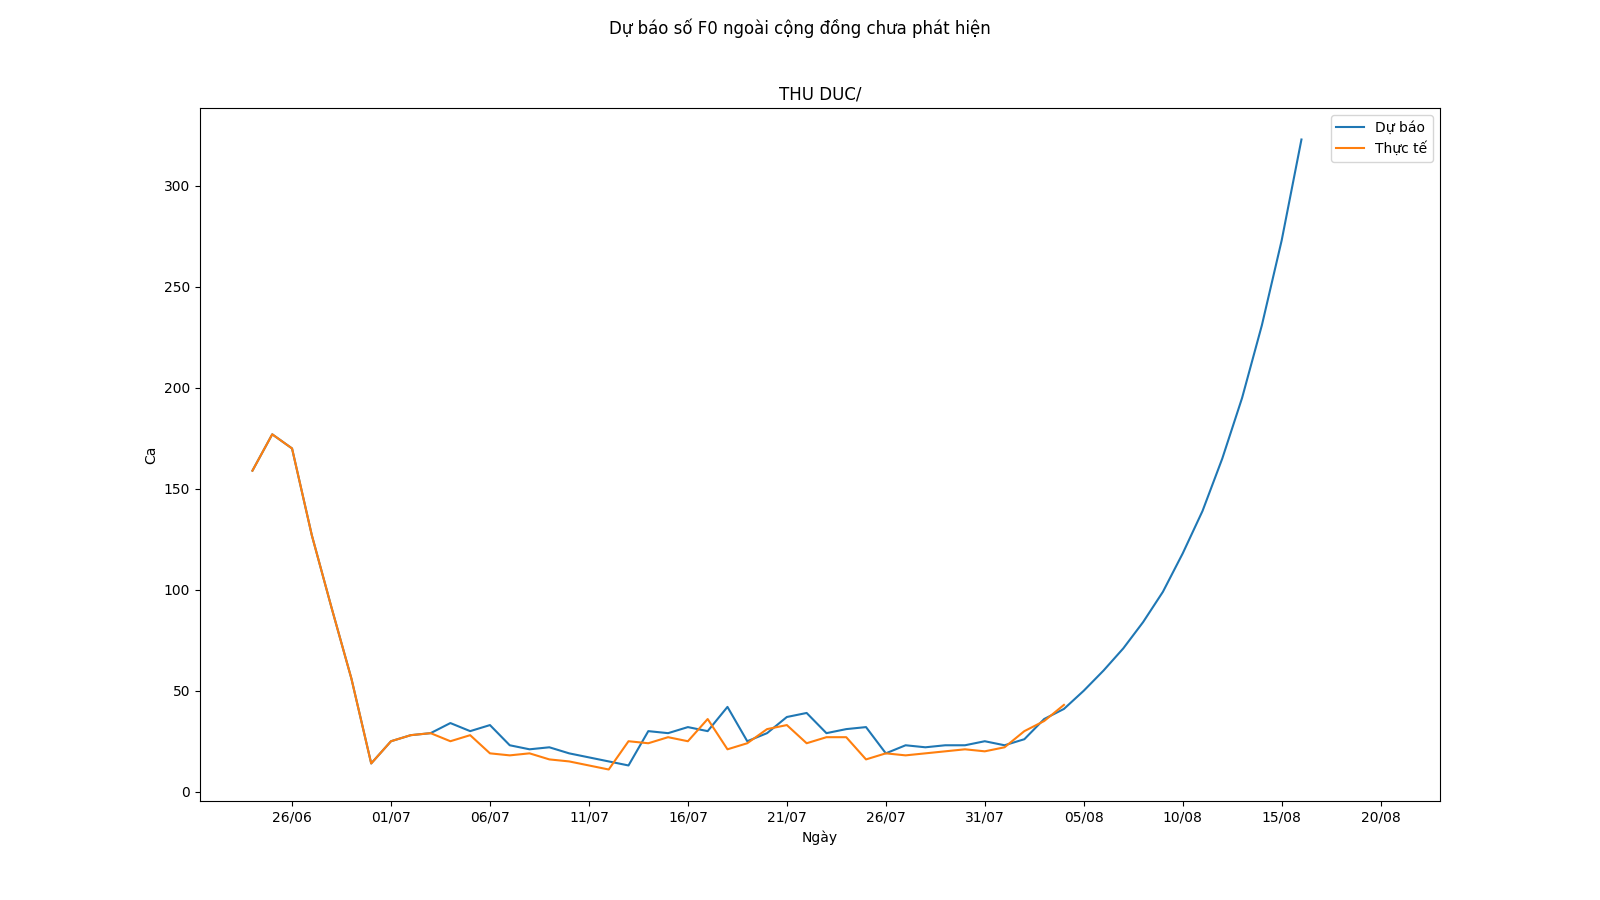 Dự báo số F0 ngoài cộng đồng chưa phát hiện
THU DUC/
Dự báo
Thực tế
300
250
200
150
100
50
0
Ca
26/06 01/07 06/07 11/07 16/07 21/07 26/07 31/07 05/08 10/08 15/08 20/08
Ngày